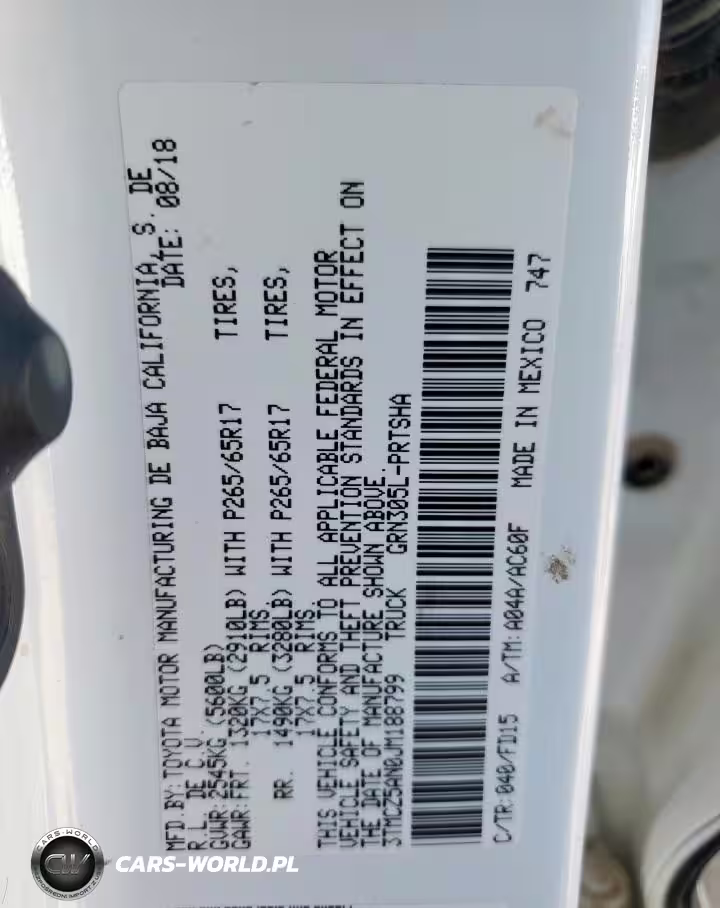 MFD.BY: TOYOTA MOTOR MANUFACTURING DE BAJA CALIFORNIA, S. DE
R.L. DE C.V. DATE: 08/18
GVWR: 2545KG (5600LB)
GAWR: FRT. 1320KG (2910LB) WITH P265/65R17 TIRES,
17X7.5 RIMS
RR. 1490KG (3280LB) WITH P265/65R17 TIRES,
17X7.5 RIMS
THIS VEHICLE CONFORMS TO ALL APPLICABLE FEDERAL MOTOR
VEHICLE SAFETY AND THEFT PREVENTION STANDARDS IN EFFECT ON
THE DATE OF MANUFACTURE SHOWN ABOVE.
3TMCZ5AN0JM188799 TRUCK GRN305L-PRTSHA
C/TR: 040/FD15 A/TM: A04A/AC60F MADE IN MEXICO 747
CARS-WORLD.PL
CARS-WORLD
CW